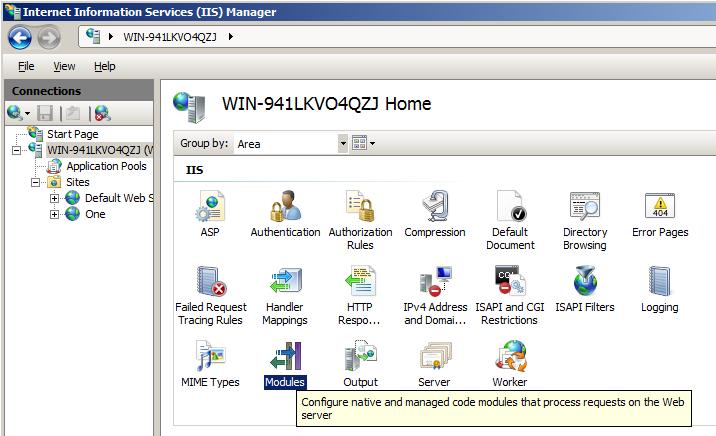 Internet Information Services (IIS) Manager
WIN-941LKVO4QZJ
File View Help
Connections
Start Page
WIN-941LKVO4QZJ (W
Application Pools
Sites
Default Web S
One
WIN-941LKVO4QZJ Home
Group by: Area
IIS
ASP Authentication Authorization Rules Compression Default Document Directory Browsing Error Pages
404
CGI
Failed Request Tracing Rules Handler Mappings HTTP Respo... IPv4 Address and Domai... ISAPI and CGI Restrictions ISAPI Filters Logging
MIME Types Modules Output Server Worker
Configure native and managed code modules that process requests on the Web
server